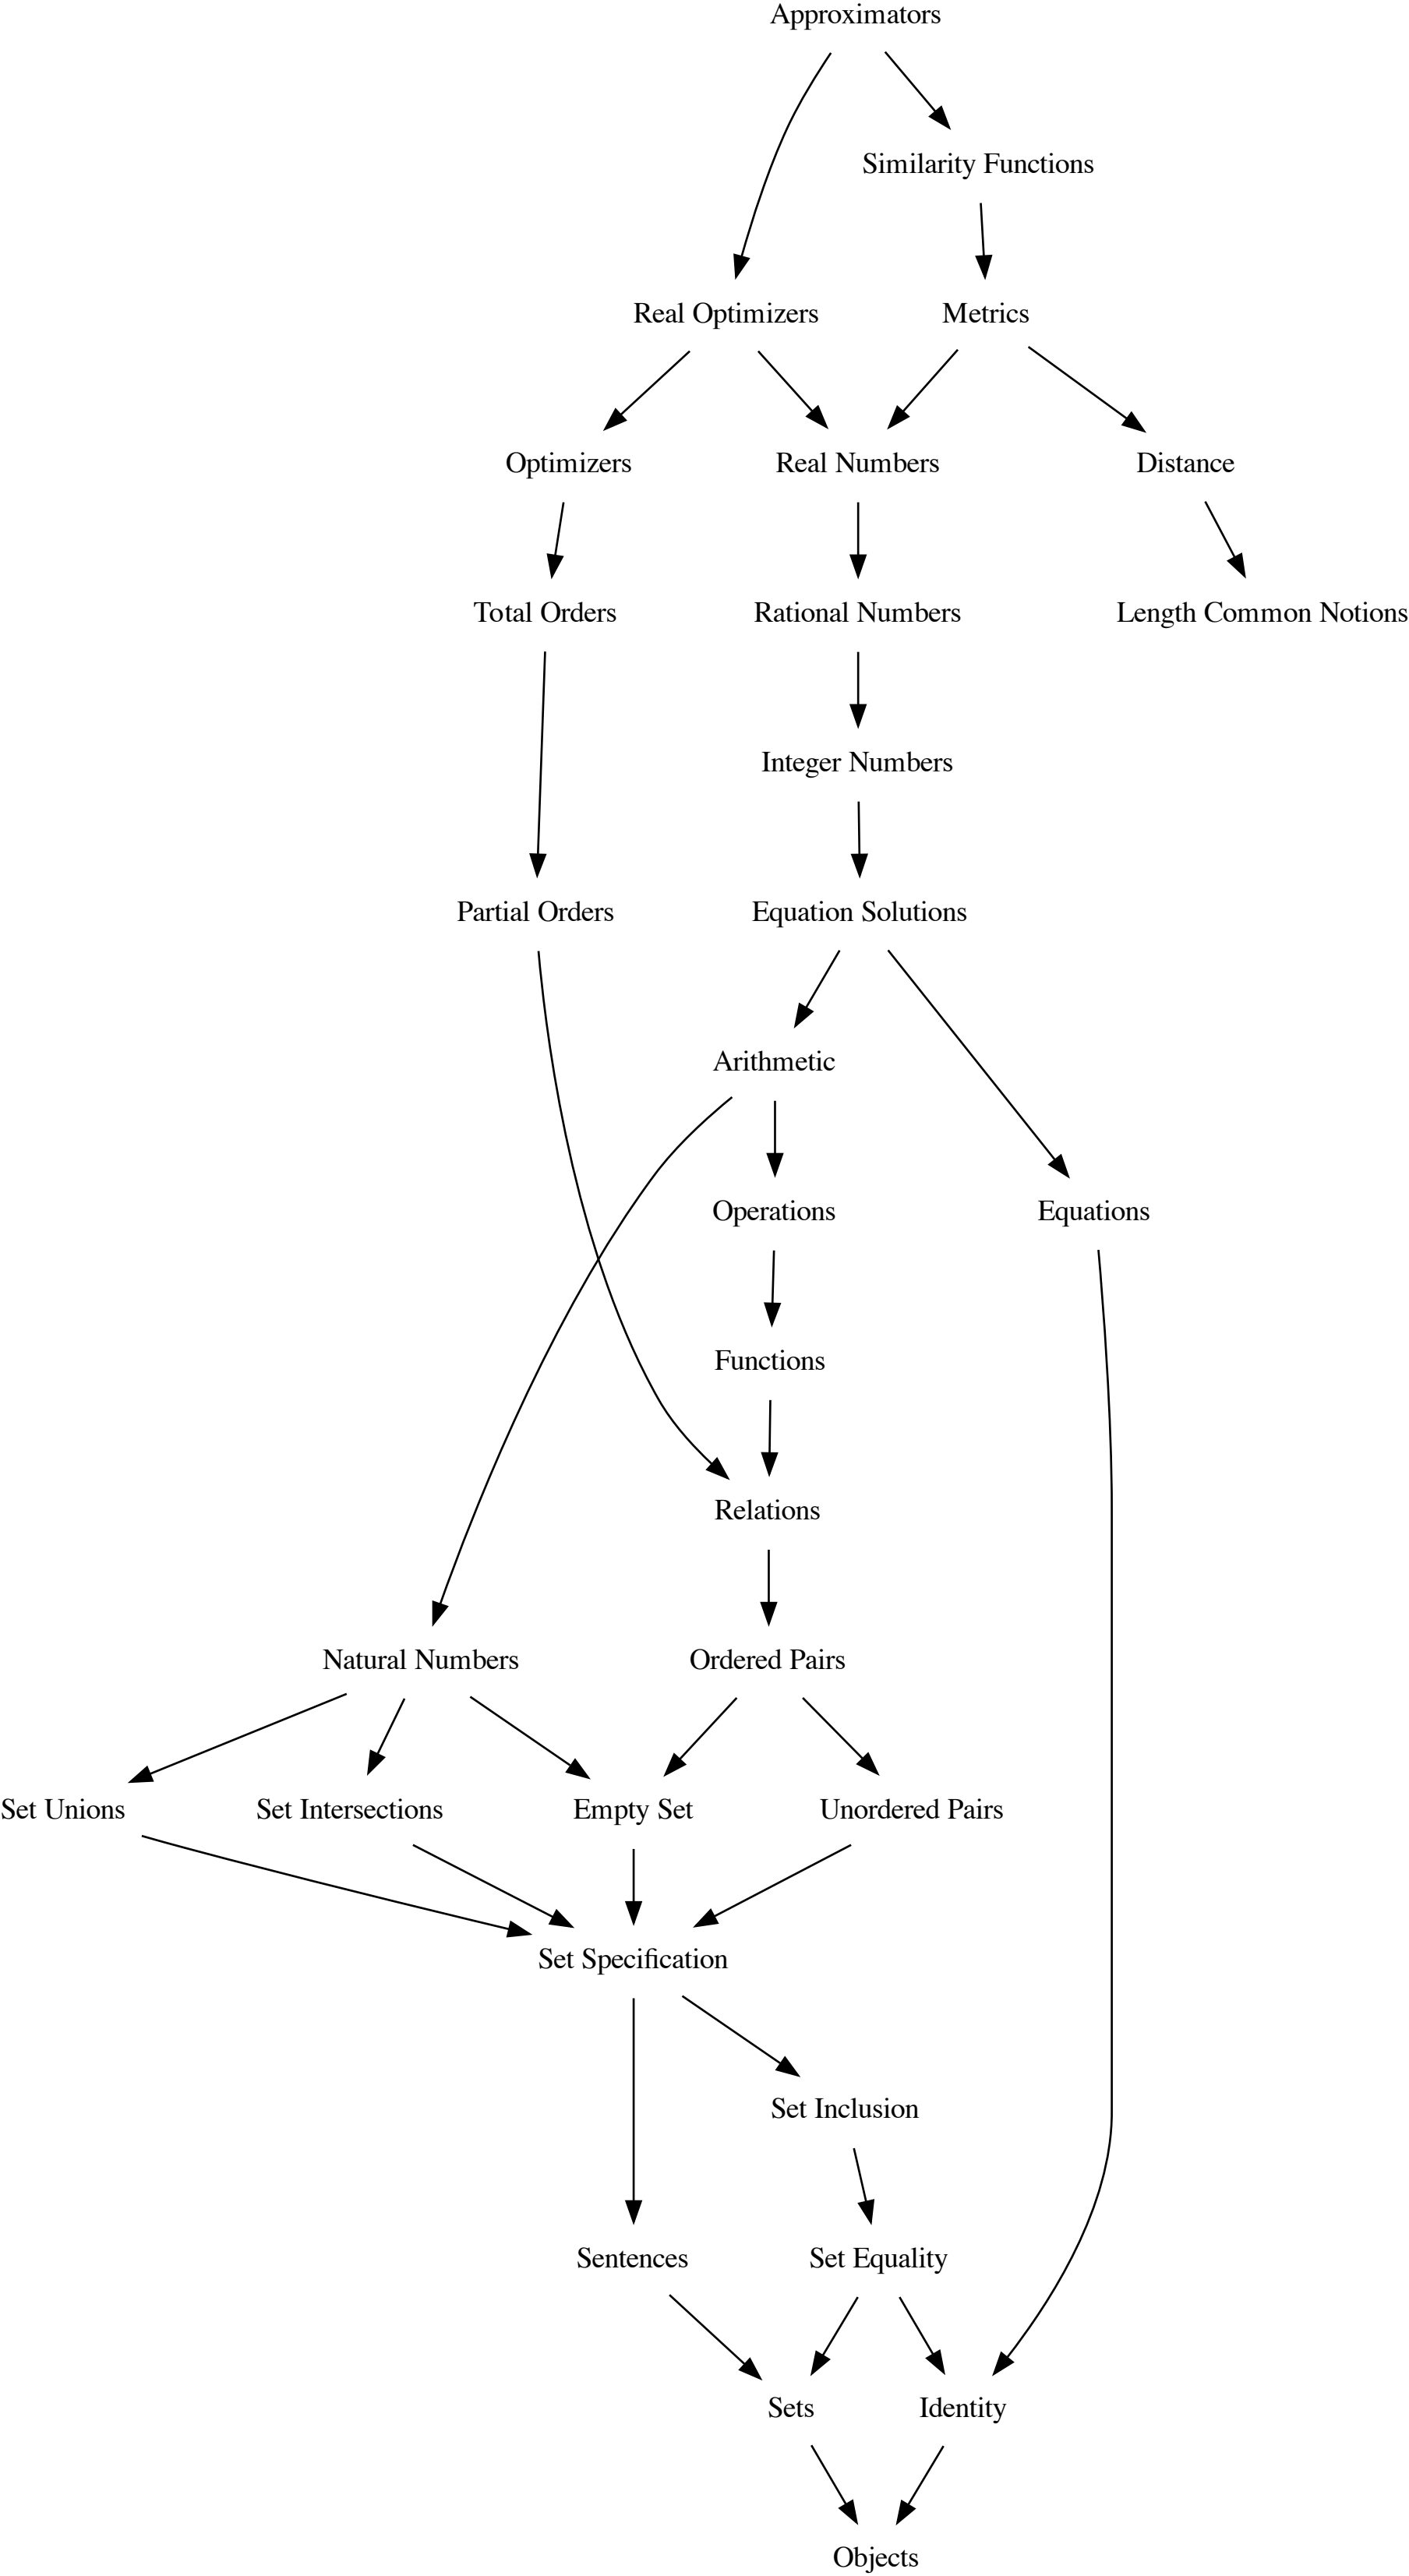 Approximators
Similarity Functions
Real Optimizers
Metrics
Optimizers
Real Numbers
Distance
Total Orders
Rational Numbers
Length Common Notions
Integer Numbers
Partial Orders
Equation Solutions
Arithmetic
Operations
Equations
Functions
Relations
Natural Numbers
Ordered Pairs
Set Unions
Set Intersections
Empty Set
Unordered Pairs
Set Specification
Set Inclusion
Sentences
Set Equality
Sets
Identity
Objects